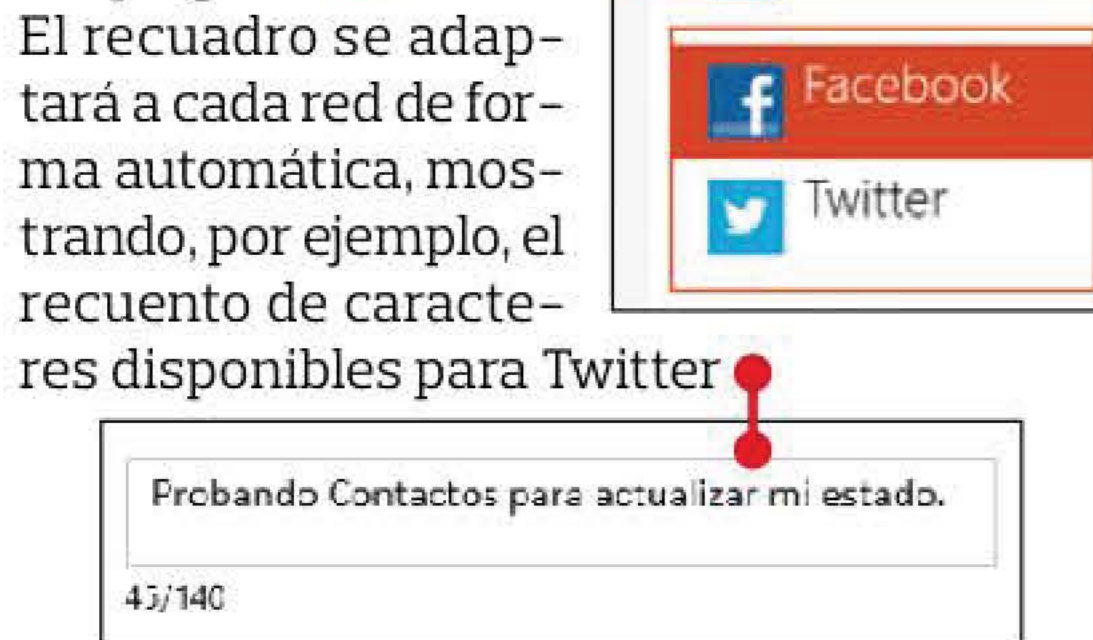 El recuadro se adap-
tará a cada red de for-
ma automática, mos-
trando, por ejemplo, el
recuento de caracte-
res disponibles para Twitter
Facebook
Twitter
Probando Contactos para actualizar mi estado.